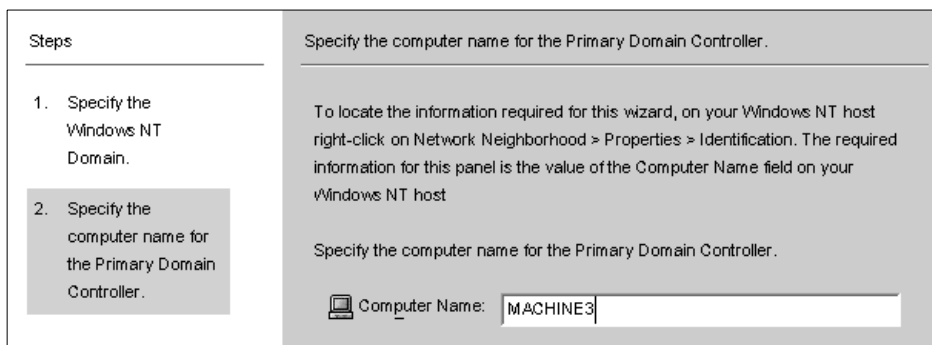 Steps
1. Specify the
Windows NT
Domain.
2. Specify the
computer name for
the Primary Domain
Controller.
Specify the computer name for the Primary Domain Controller.
To locate the information required for this wizard, on your Windows NT host
right-click on Network Neighborhood > Properties > Identification. The required
information for this panel is the value of the Computer Name field on your
Windows NT host
Specify the computer name for the Primary Domain Controller.
Computer Name: MACHINE3